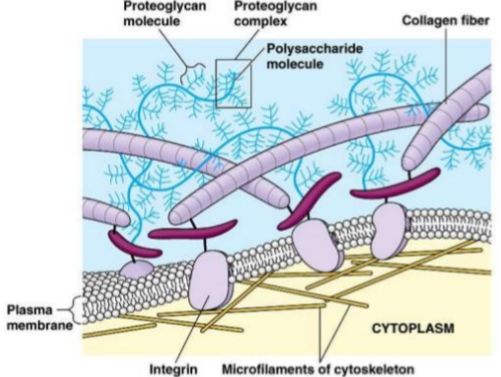 Proteoglycan
molecule
Proteoglycan
complex
Collagen fiber
Polysaccharide
molecule
Plasma
membrane
CYTOPLASM
Integrin
Microfilaments of cytoskeleton